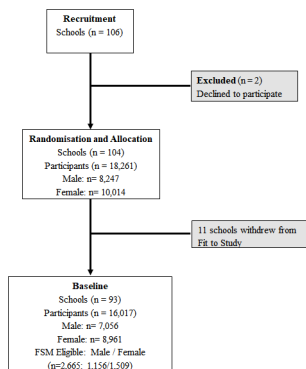 Recruitment
Schools (n = 106)
Excluded (n = 2)
Declined to participate
Randomisation and Allocation
Schools (n = 104)
Participants (n = 18,261)
Male: n= 8,247
Female: n= 10,014
11 schools withdrew from
Fit to Study
Baseline
Schools (n = 93)
Participants (n = 16,017)
Male: n= 7,056
Female: n= 8,961
FSM Eligible: Male / Female
(n=2,665; 1,156/1,509)